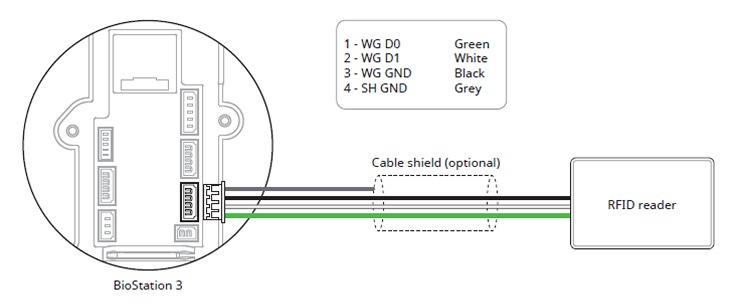 1 - WG D0 Green
2 - WG D1 White
3 - WG GND Black
4 - SH GND Grey
Cable shield (optional)
RFID reader
BioStation 3